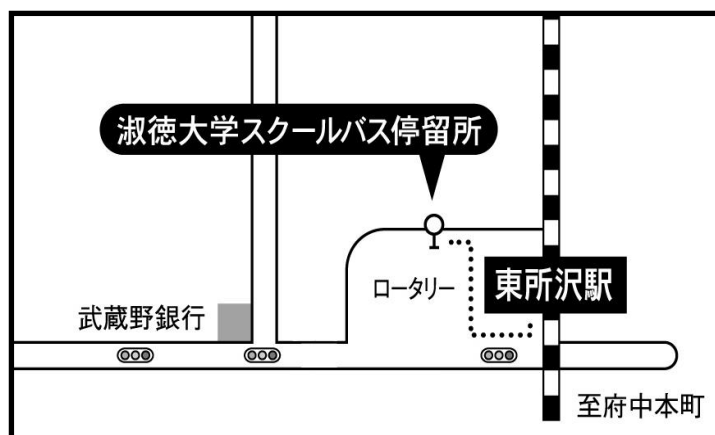 淑徳大学スクールバス停留所
ロータリー
東所沢駅
武蔵野銀行
至府中本町